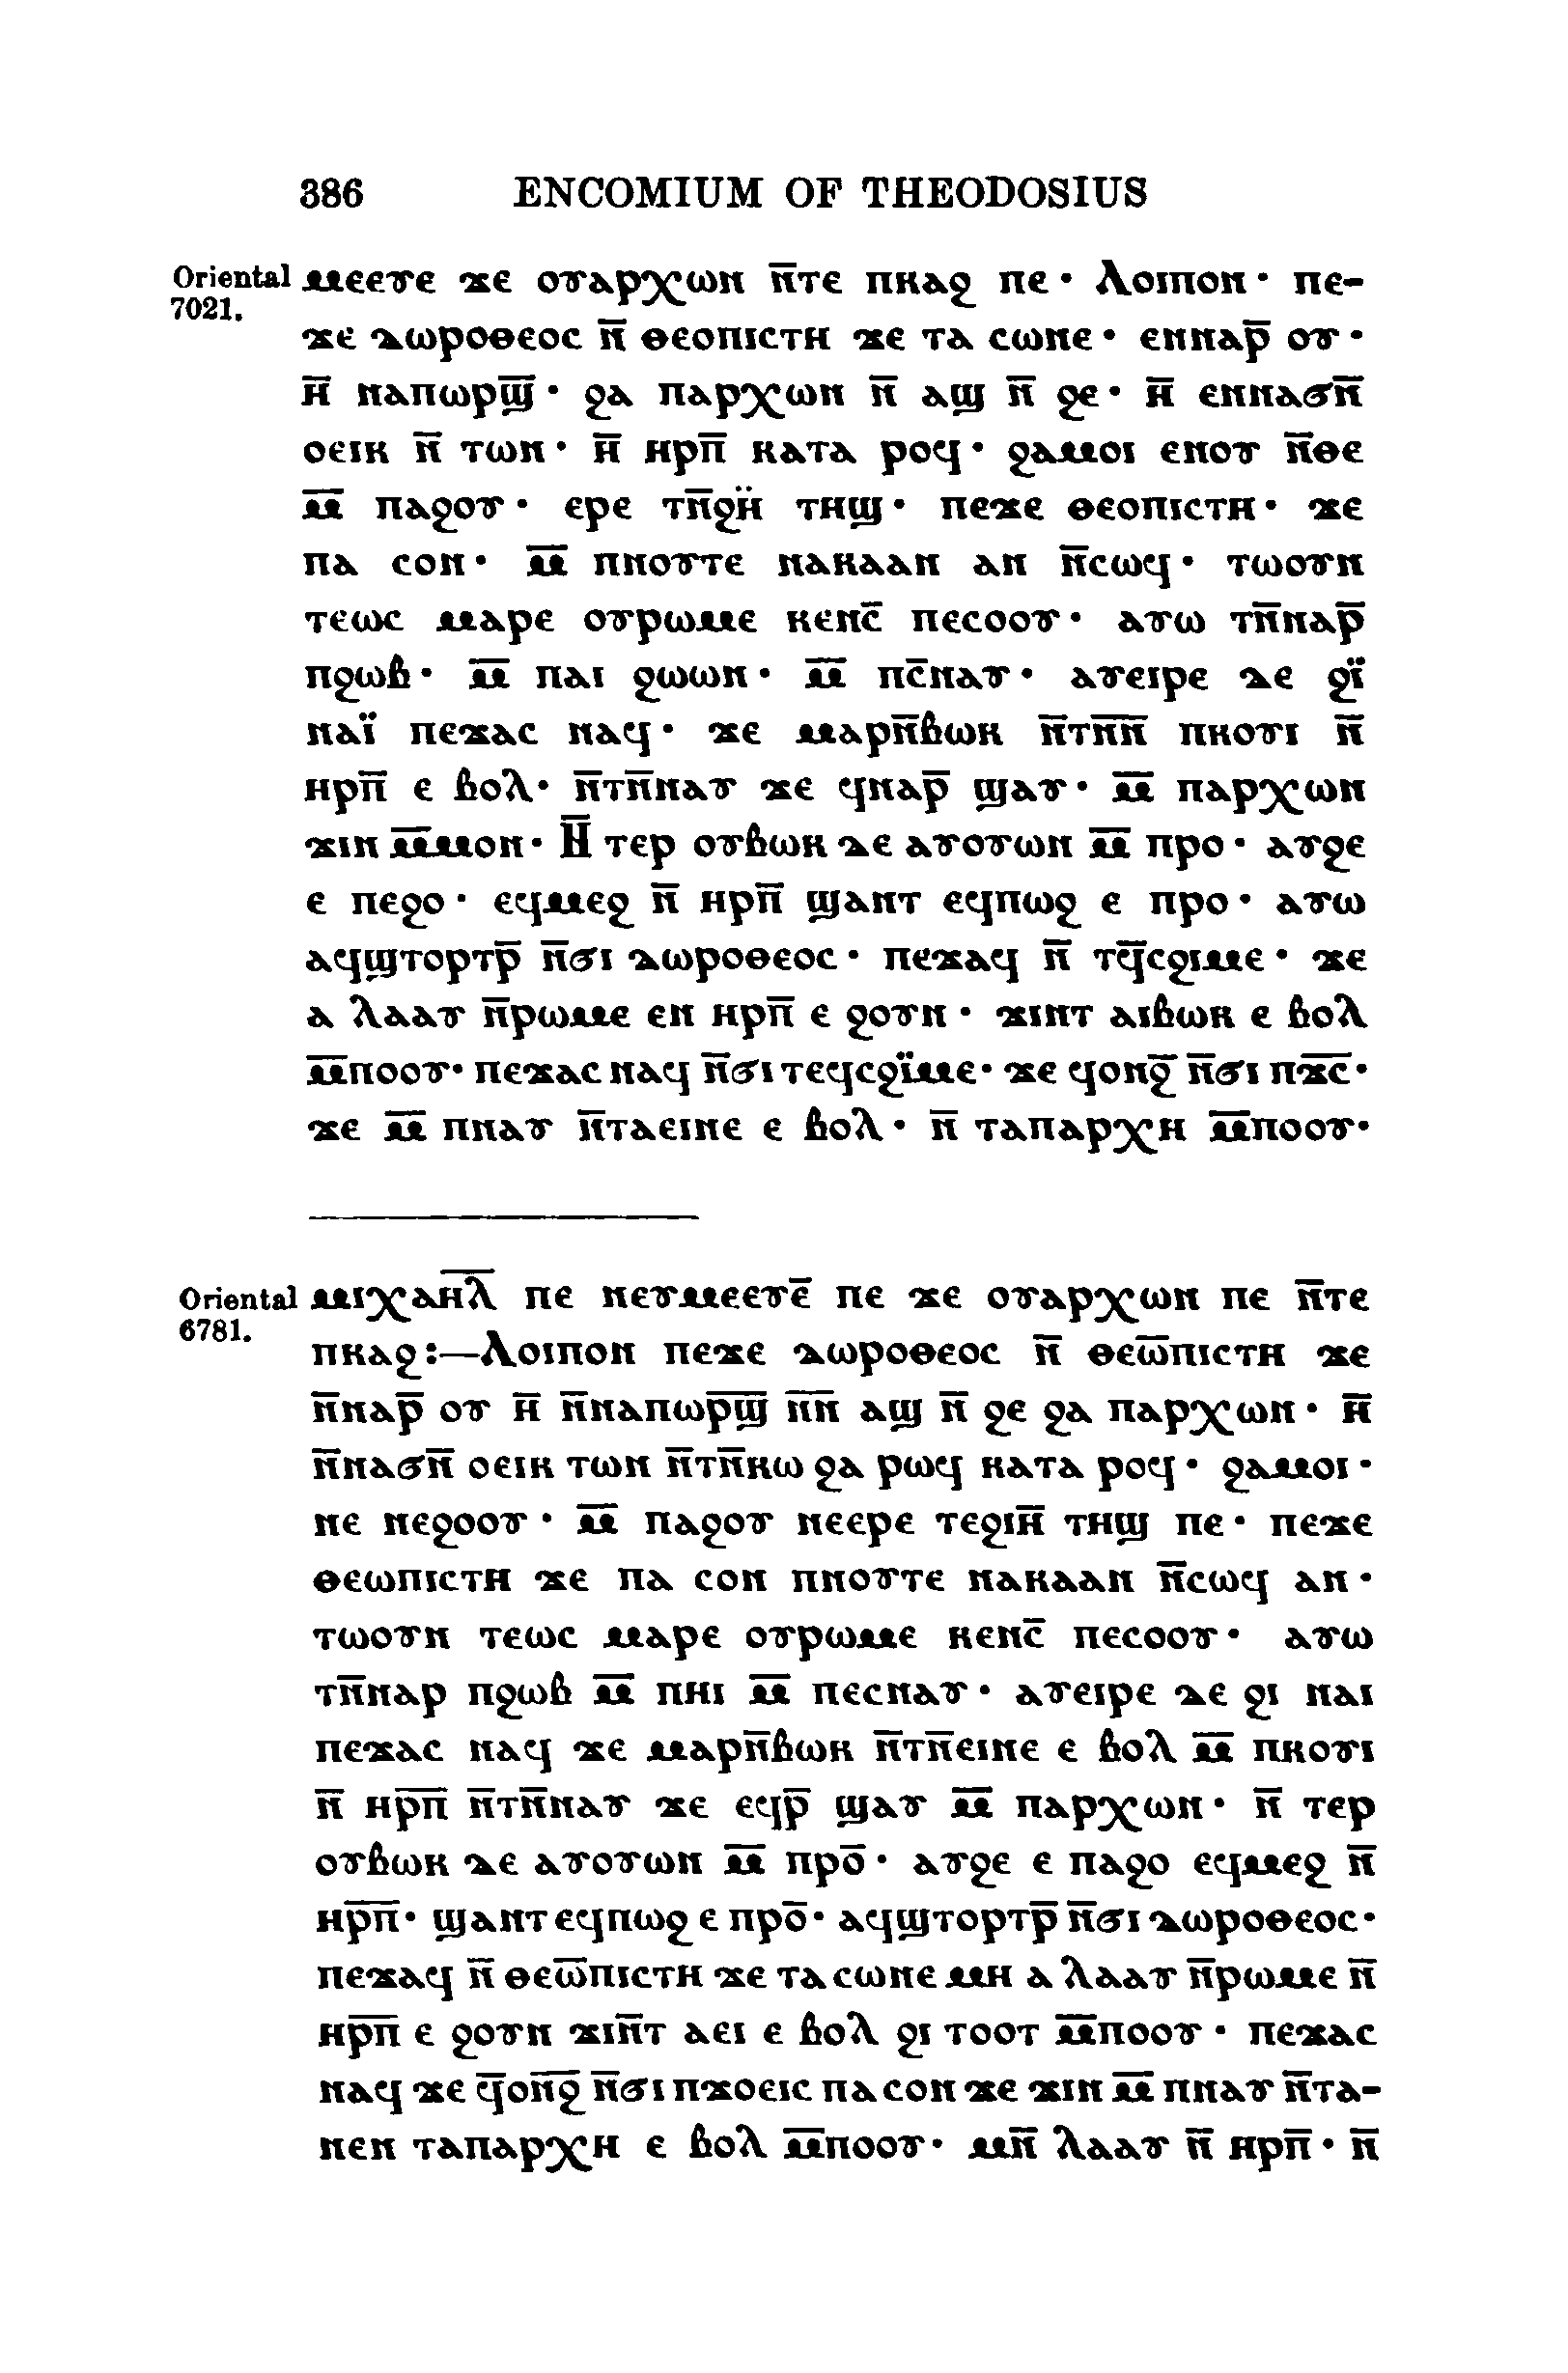 386 ENCOMIUM OF THEODOSIUS
Oriental 7021.
ⲙⲉⲉⲩⲉ ϫⲉ ⲟⲩⲁⲣⲭⲱⲛ ⲛ̄ⲧⲉ ⲡⲕⲁϩ ⲡⲉ· Ⲗⲟⲓⲡⲟⲛ· ⲡⲉ-
ϫⲉ ⲇⲱⲣⲟⲑⲉⲟⲥ ⲛ̄ ⲑⲉⲟⲡⲓⲥⲧⲏ ϫⲉ ⲧⲁ ⲥⲱⲛⲉ· ⲉⲛⲛⲁⲣ̄ ⲟⲩ·
ⲏ̄ ⲛⲁⲡⲱⲣϣ̄· ϩⲁ ⲡⲁⲣⲭⲱⲛ ⲛ̄ ⲁϣ ⲛ̄ ϩⲉ· ⲏ̄ ⲉⲛⲛⲁϭⲛ̄
ⲟⲉⲓⲕ ⲛ̄ ⲧⲱⲛ· ⲏ̄ ⲏⲣⲡ̄ ⲕⲁⲧⲁ ⲣⲟϥ· ϩⲁⲙⲟⲓ ⲉⲛⲟⲩ ⲛ̄ⲑⲉ
ⲙ̄ ⲡⲁϩⲟⲩ· ⲉⲣⲉ ⲧⲛ̄ϩⲏ̈ ⲧⲏϣ· ⲡⲉϫⲉ ⲑⲉⲟⲡⲓⲥⲧⲏ· ϫⲉ
ⲡⲁ ⲥⲟⲛ· ⲙ̄ ⲡⲛⲟⲩⲧⲉ ⲛⲁⲕⲁⲁⲛ ⲁⲛ ⲛ̄ⲥⲱϥ· ⲧⲱⲟⲩⲛ
ⲧⲉⲱⲥ ⲙⲁⲣⲉ ⲟⲩⲣⲱⲙⲉ ⲕⲉⲛⲥ̄ ⲡⲉⲥⲟⲟⲩ· ⲁⲩⲱ ⲧⲛ̄ⲛⲁⲣ̄
ⲡϩⲱⲃ· ⲙ̄ ⲡⲁⲓ ϩⲱⲱⲛ· ⲙ̄ ⲡⲥ̄ⲛⲁⲩ· ⲁⲩⲉⲓⲣⲉ ⲇⲉ ϩⲓ̈
ⲛⲁⲓ̈ ⲡⲉϫⲁⲥ ⲛⲁϥ· ϫⲉ ⲙⲁⲣⲛ̄ⲃⲱⲕ ⲛ̄ⲧⲛ̄ⲛ̄ ⲡⲕⲟⲩⲓ ⲛ̄
ⲏⲣⲡ̄ ⲉ ⲃⲟⲗ· ⲛ̄ⲧⲛ̄ⲛⲁⲩ ϫⲉ ϥⲛⲁⲣ̄ ϣⲁⲩ· ⲙ̄ ⲡⲁⲣⲭⲱⲛ
ϫⲓⲛ ⲙ̄ⲙⲟⲛ· Ⲛ̄ ⲧⲉⲣ ⲟⲩⲃⲱⲕ ⲇⲉ ⲁⲩⲟⲩⲱⲛ ⲙ̄ ⲡⲣⲟ· ⲁⲩϩⲉ
ⲉ ⲡⲉϩⲟ· ⲉϥⲙⲉϩ ⲛ̄ ⲏⲣⲡ̄ ϣⲁⲛⲧ ⲉϥⲡⲱϩ ⲉ ⲡⲣⲟ· ⲁⲩⲱ
ⲁϥϣⲧⲟⲣⲧⲣ̄ ⲛ̄ϭⲓ ⲇⲱⲣⲟⲑⲉⲟⲥ· ⲡⲉϫⲁϥ ⲛ̄ ⲧϥ̄ⲥϩⲓⲙⲉ· ϫⲉ
ⲁ ⲗⲁⲁⲩ ⲛ̄ⲣⲱⲙⲉ ⲉⲛ ⲏⲣⲡ̄ ⲉ ϩⲟⲩⲛ· ϫⲓⲛⲧ ⲁⲓⲃⲱⲕ ⲉ ⲃⲟⲗ
ⲙ̄ⲡⲟⲟⲩ· ⲡⲉϫⲁⲥ ⲛⲁϥ ⲛ̄ϭⲓ ⲧⲉϥⲥϩⲓ̈ⲙⲉ· ϫⲉ ϥⲟⲛϩ̄ ⲛ̄ϭⲓ ⲡϫ̄ⲥ̄·
ϫⲉ ⲙ̄ ⲡⲛⲁⲩ ⲛ̄ⲧⲁⲉⲓⲛⲉ ⲉ ⲃⲟⲗ· ⲛ̄ ⲧⲁⲡⲁⲣⲭⲏ ⲙ̄ⲡⲟⲟⲩ·
Oriental 6781.
ⲙⲓⲭⲁⲏ̄ⲗ̄ ⲡⲉ ⲛⲉⲩⲙⲉⲉⲩⲉ̄ ⲡⲉ ϫⲉ ⲟⲩⲁⲣⲭⲱⲛ ⲡⲉ ⲛ̄ⲧⲉ
ⲡⲕⲁϩ:—Ⲗⲟⲓⲡⲟⲛ ⲡⲉϫⲉ ⲇⲱⲣⲟⲑⲉⲟⲥ ⲛ̄ ⲑⲉⲱ̄ⲡⲓⲥⲧⲏ ϫⲉ
ⲛ̄ⲛⲁⲣ̄ ⲟⲩ ⲏ̄ ⲛ̄ⲛⲁⲡⲱⲣϣ̄ ⲛ̄ⲛ̄ ⲁϣ ⲛ̄ ϩⲉ ϩⲁ ⲡⲁⲣⲭⲱⲛ· ⲏ̄
ⲛ̄ⲛⲁϭⲛ̄ ⲟⲉⲓⲕ ⲧⲱⲛ ⲛ̄ⲧⲛ̄ⲕⲱ ϩⲁ ⲣⲱϥ ⲕⲁⲧⲁ ⲣⲟϥ· ϩⲁⲙⲟⲓ·
ⲛⲉ ⲛⲉϩⲟⲟⲩ· ⲙ̄ ⲡⲁϩⲟⲩ ⲛⲉⲉⲣⲉ ⲧⲉϩⲓⲏ̄ ⲧⲏϣ ⲡⲉ· ⲡⲉϫⲉ
ⲑⲉⲱⲡⲓⲥⲧⲏ ϫⲉ ⲡⲁ ⲥⲟⲛ ⲡⲛⲟⲩⲧⲉ ⲛⲁⲕⲁⲁⲛ ⲛ̄ⲥⲱϥ ⲁⲛ·
ⲧⲱⲟⲩⲛ ⲧⲉⲱⲥ ⲙⲁⲣⲉ ⲟⲩⲣⲱⲙⲉ ⲕⲉⲛⲥ̄ ⲡⲉⲥⲟⲟⲩ· ⲁⲩⲱ
ⲧⲛ̄ⲛⲁⲣ ⲡϩⲱⲃ ⲙ̄ ⲡⲏⲓ ⲙ̄ ⲡⲉⲥⲛⲁⲩ· ⲁⲩⲉⲓⲣⲉ ⲇⲉ ϩⲓ ⲛⲁⲓ
ⲡⲉϫⲁⲥ ⲛⲁϥ ϫⲉ ⲙⲁⲣⲛ̄ⲃⲱⲕ ⲛ̄ⲧⲛ̄ⲉⲓⲛⲉ ⲉ ⲃⲟⲗ ⲙ̄ ⲡⲕⲟⲩⲓ
ⲛ̄ ⲏⲣ̄ⲡ̄ ⲛ̄ⲧⲛ̄ⲛⲁⲩ ϫⲉ ⲉϥⲣ̄ ϣⲁⲩ ⲙ̄ ⲡⲁⲣⲭⲱⲛ· ⲛ̄ ⲧⲉⲣ
ⲟⲩⲃⲱⲕ ⲇⲉ ⲁⲩⲟⲩⲱⲛ ⲙ̄ ⲡⲣⲟ̄· ⲁⲩϩⲉ ⲉ ⲡⲁϩⲟ ⲉϥⲙⲉϩ ⲛ̄
ⲏⲣ̄ⲡ̄· ϣⲁⲛⲧ ⲉϥⲡⲱϩ ⲉ ⲡⲣⲟ̄· ⲁϥϣⲧⲟⲣⲧⲣ̄ ⲛ̄ϭⲓ ⲇⲱⲣⲟⲑⲉⲟⲥ·
ⲡⲉϫⲁϥ ⲛ̄ ⲑⲉⲱ̄ⲡⲓⲥⲧⲏ ϫⲉ ⲧⲁ ⲥⲱⲛⲉ ⲙⲏ ⲁ ⲗⲁⲁⲩ ⲛ̄ⲣⲱⲙⲉ ⲛ̄
ⲏⲣ̄ⲡ̄ ⲉ ϩⲟⲩⲛ ϫⲓⲛ̄ⲧ ⲁⲉⲓ ⲉ ⲃⲟⲗ ϩⲓ ⲧⲟⲟⲧ ⲙ̄ⲡⲟⲟⲩ· ⲡⲉϫⲁⲥ
ⲛⲁϥ ϫⲉ ϥ̄ⲟⲛ̄ϩ̄ ⲛ̄ϭⲓ ⲡϫⲟⲉⲓⲥ ⲡⲁ ⲥⲟⲛ ϫⲉ ϫⲓⲛ ⲙ̄ ⲡⲛⲁⲩ ⲛ̄ⲧⲁ-
ⲛⲉⲛ ⲧⲁⲡⲁⲣⲭⲏ ⲉ ⲃⲟⲗ ⲙ̄ⲡⲟⲟⲩ· ⲙⲛ̄ ⲗⲁⲁⲩ ⲛ̄ ⲏⲣⲡ̄· ⲛ̄